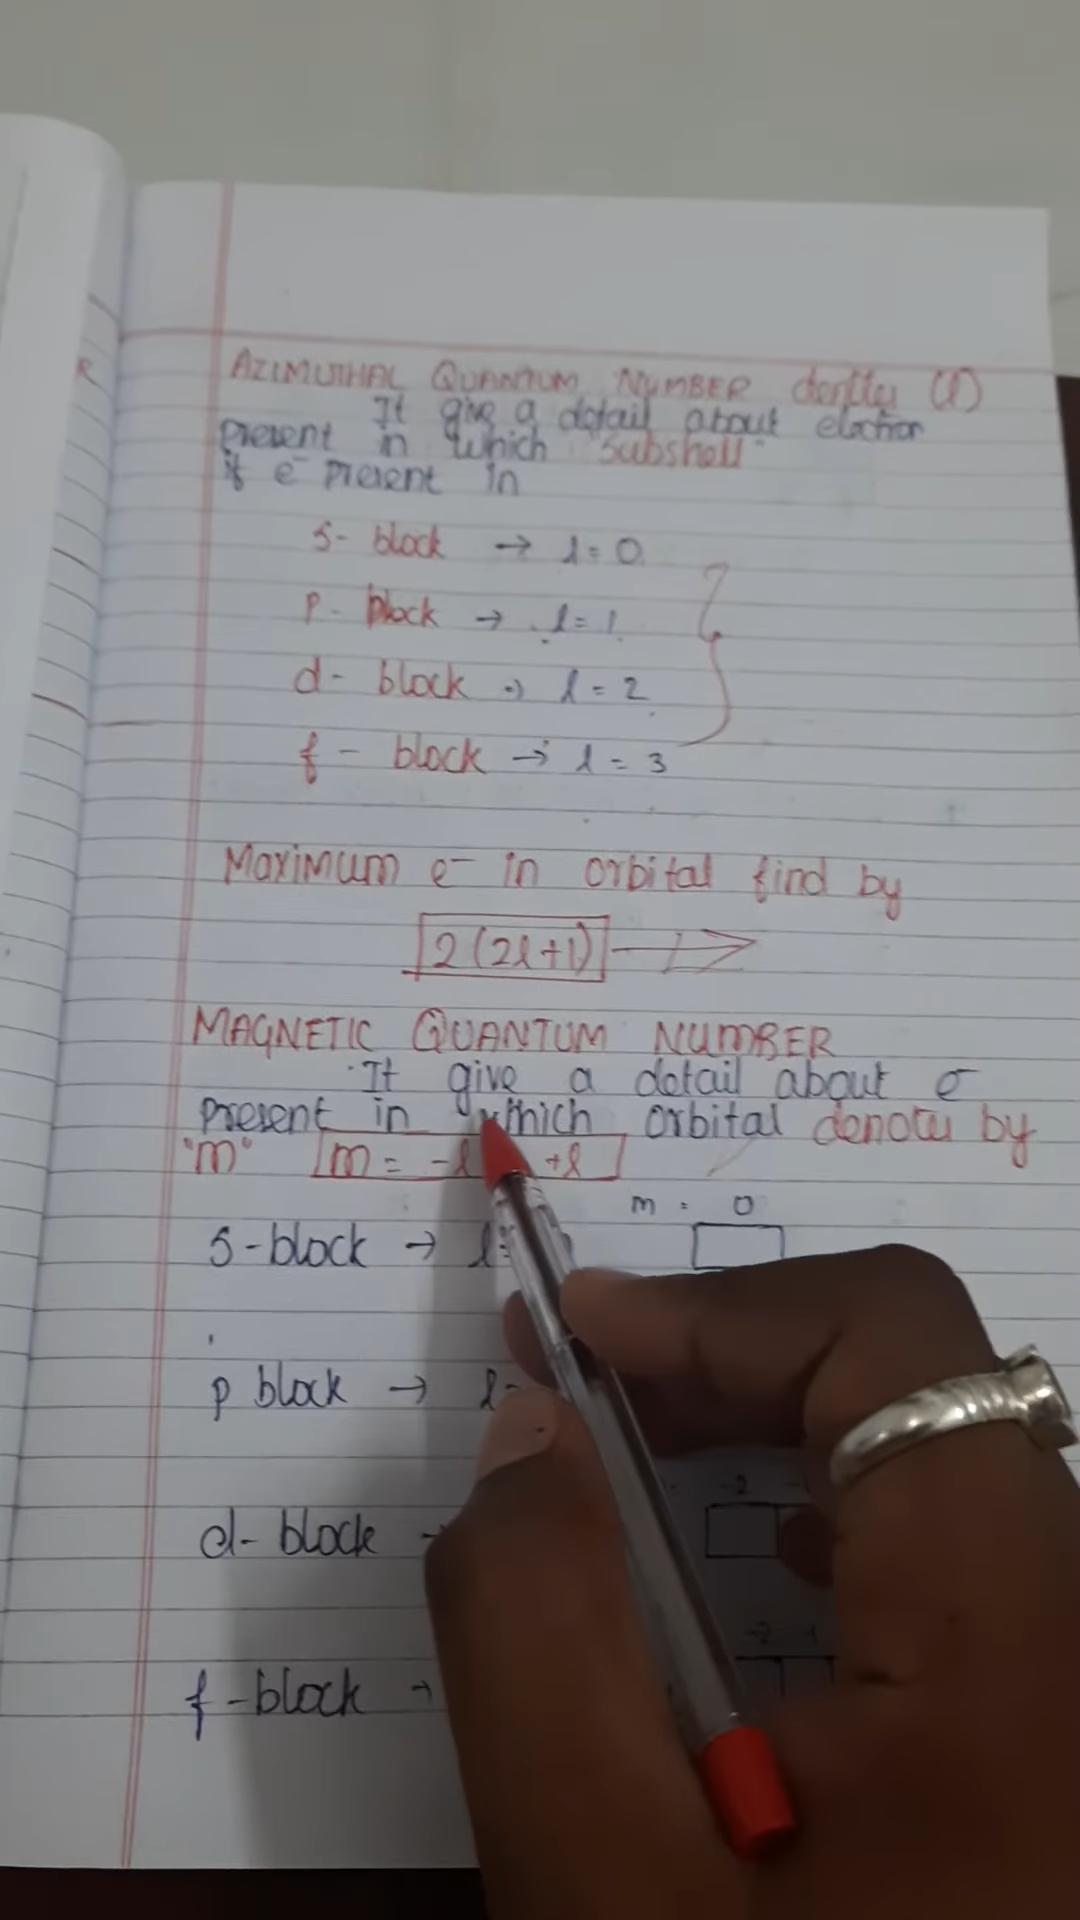 R
AZIMUTHAL QUANTUM NUMBER (l)
It give a detail about electron
present in which "Subshell"
if e⁻ present in
s- block → l = 0
p - block → l = 1
d - block → l = 2
f - block → l = 3
Maximum e⁻ in orbital find by
2 (2l+1)
MAGNETIC QUANTUM NUMBER
It give a detail about e⁻
present in which orbital by
"m" m = -l +l
m = 0
s-block → l=
p block → l=
-2
d- block
-2
f -block →